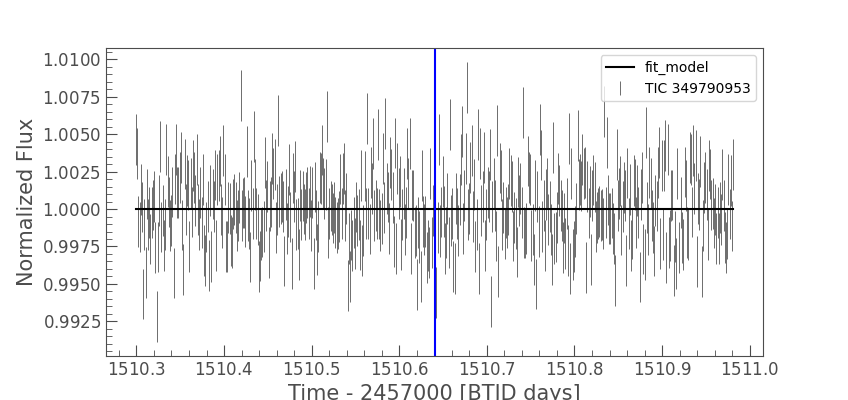 1.0100
1.0075
1.0050
1.0025
1.0000
0.9975
0.9950
0.9925
Normalized Flux
fit_model
TIC 349790953
1510.3 1510.4 1510.5 1510.6 1510.7 1510.8 1510.9 1511.0
Time - 2457000 [BTJD days]